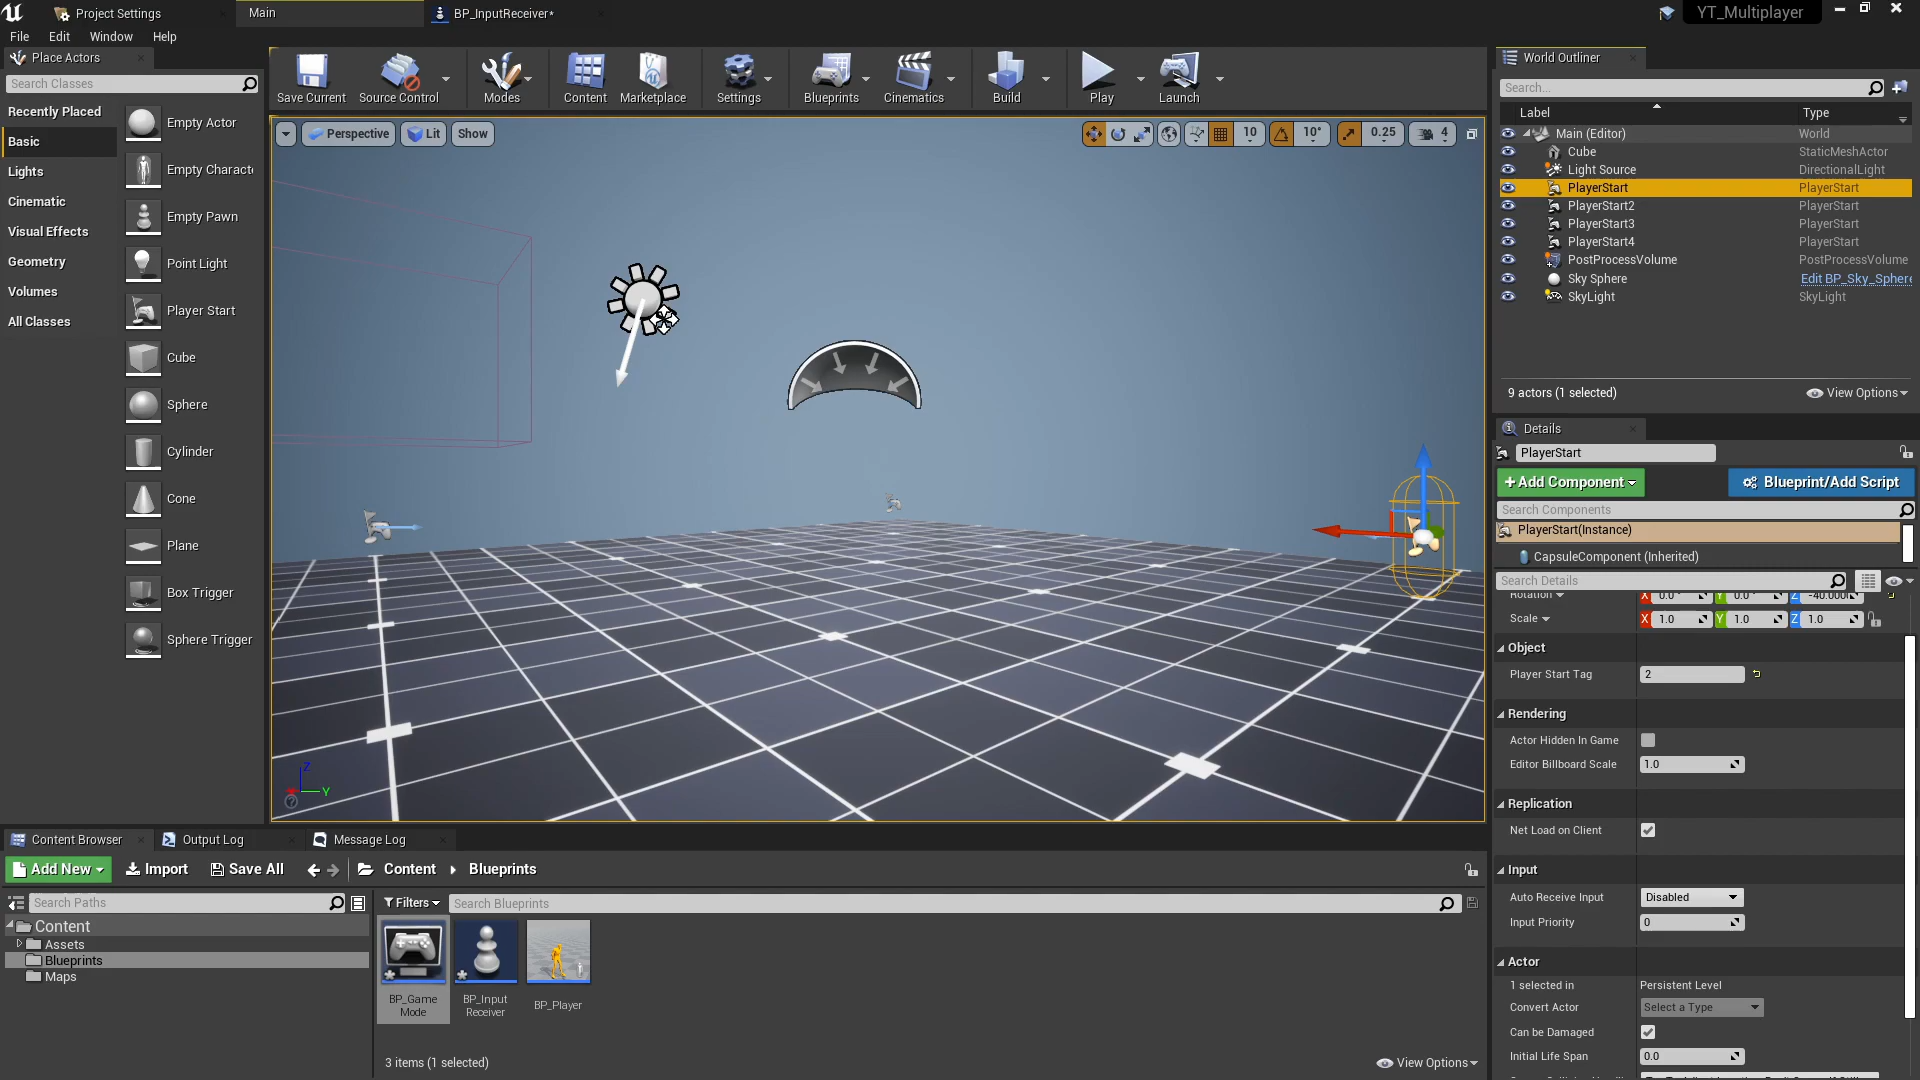 Project Settings
Main
BP_InputReceiver*
YT_Multiplayer
File Edit Window Help
Place Actors
Search Classes
Recently Placed
Basic
Lights
Cinematic
Visual Effects
Geometry
Volumes
All Classes
Empty Actor
Empty Charact
Empty Pawn
Point Light
Player Start
Cube
Sphere
Cylinder
Cone
Plane
Box Trigger
Sphere Trigger
Save Current
Source Control
Modes
Content
Marketplace
Settings
Blueprints
Cinematics
Build
Play
Launch
Perspective
Lit
Show
10
10°
0.25
4
Z
Y
World Outliner
Search...
Label Type
Main (Editor) World
Cube StaticMeshActor
Light Source DirectionalLight
PlayerStart PlayerStart
PlayerStart2 PlayerStart
PlayerStart3 PlayerStart
PlayerStart4 PlayerStart
PostProcessVolume PostProcessVolume
Sky Sphere Edit BP_Sky_Sphere
SkyLight SkyLight
9 actors (1 selected)
View Options
Details
PlayerStart
+Add Component
Blueprint/Add Script
Search Components
PlayerStart(Instance)
CapsuleComponent (Inherited)
Search Details
Rotation X 0.0° Y 0.0° Z
Scale X 1.0 Y 1.0 Z 1.0
Object
Player Start Tag 2
Rendering
Actor Hidden In Game
Editor Billboard Scale 1.0
Replication
Net Load on Client
Input
Auto Receive Input Disabled
Input Priority 0
Actor
1 selected in Persistent Level
Convert Actor Select a Type
Can be Damaged
Initial Life Span 0.0
Content Browser
Output Log
Message Log
Add New
Import
Save All
Content
Blueprints
Search Paths
Filters
Search Blueprints
Content
Assets
Blueprints
Maps
BP_Game
Mode
BP_Input
Receiver
BP_Player
3 items (1 selected)
View Options